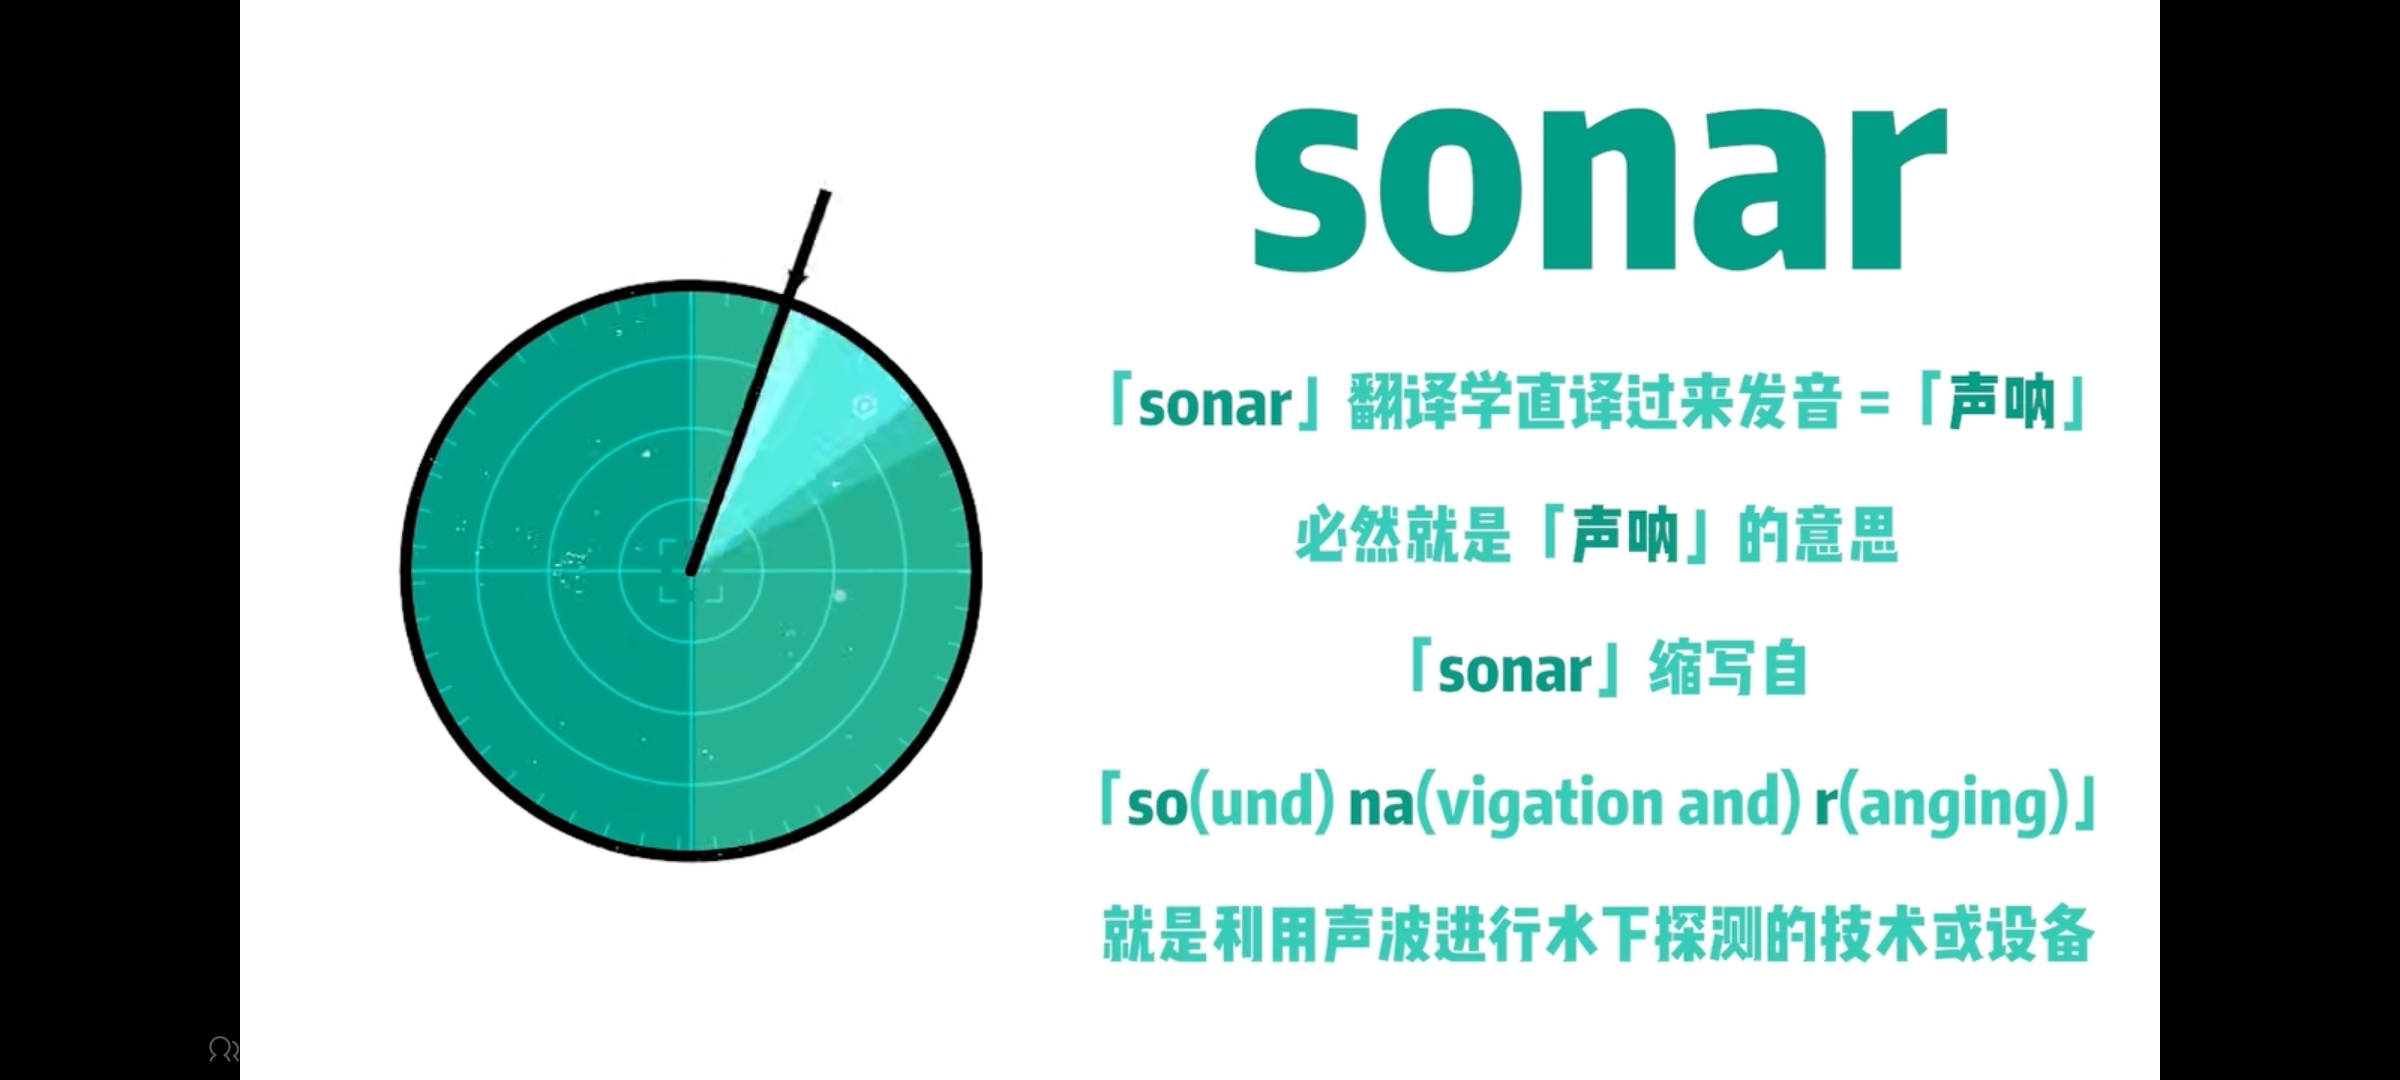 sonar
「sonar」翻译学直译过来发音 =「声呐」
必然就是「声呐」的意思
「sonar」缩写自
「so(und) na(vigation and) r(anging)」
就是利用声波进行水下探测的技术或设备